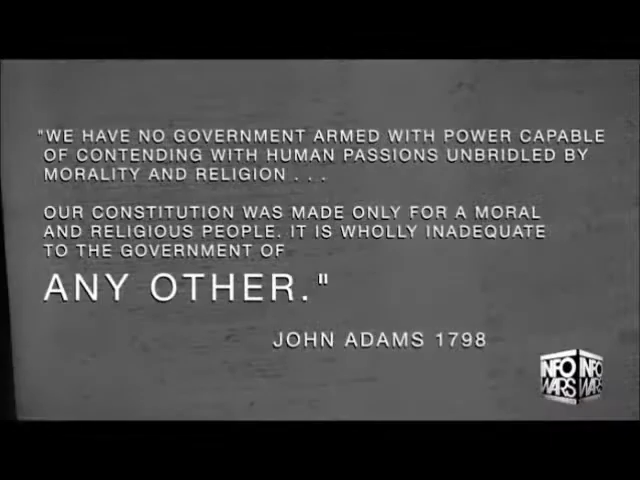 "WE HAVE NO GOVERNMENT ARMED WITH POWER CAPABLE
OF CONTENDING WITH HUMAN PASSIONS UNBRIDLED BY
MORALITY AND RELIGION . . .
OUR CONSTITUTION WAS MADE ONLY FOR A MORAL
AND RELIGIOUS PEOPLE. IT IS WHOLLY INADEQUATE
TO THE GOVERNMENT OF
ANY OTHER."
JOHN ADAMS 1798
INFO INFO
WARS WARS